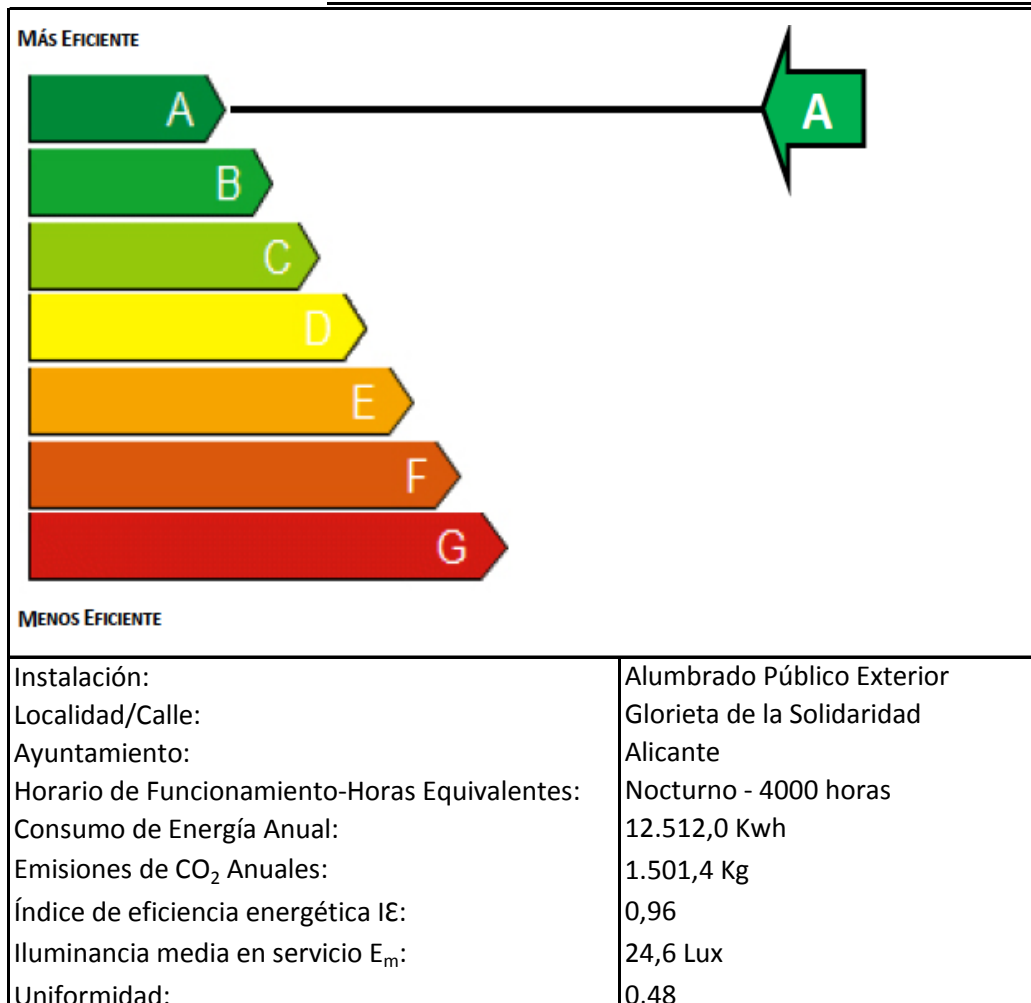 MÁS EFICIENTE
A A
B
C
D
E
F
G
MENOS EFICIENTE
Instalación: Alumbrado Público Exterior
Localidad/Calle: Glorieta de la Solidaridad
Ayuntamiento: Alicante
Horario de Funcionamiento-Horas Equivalentes: Nocturno - 4000 horas
Consumo de Energía Anual: 12.512,0 Kwh
Emisiones de CO₂ Anuales: 1.501,4 Kg
Índice de eficiencia energética IƐ: 0,96
Iluminancia media en servicio Eₘ: 24,6 Lux
Uniformidad: 0,48